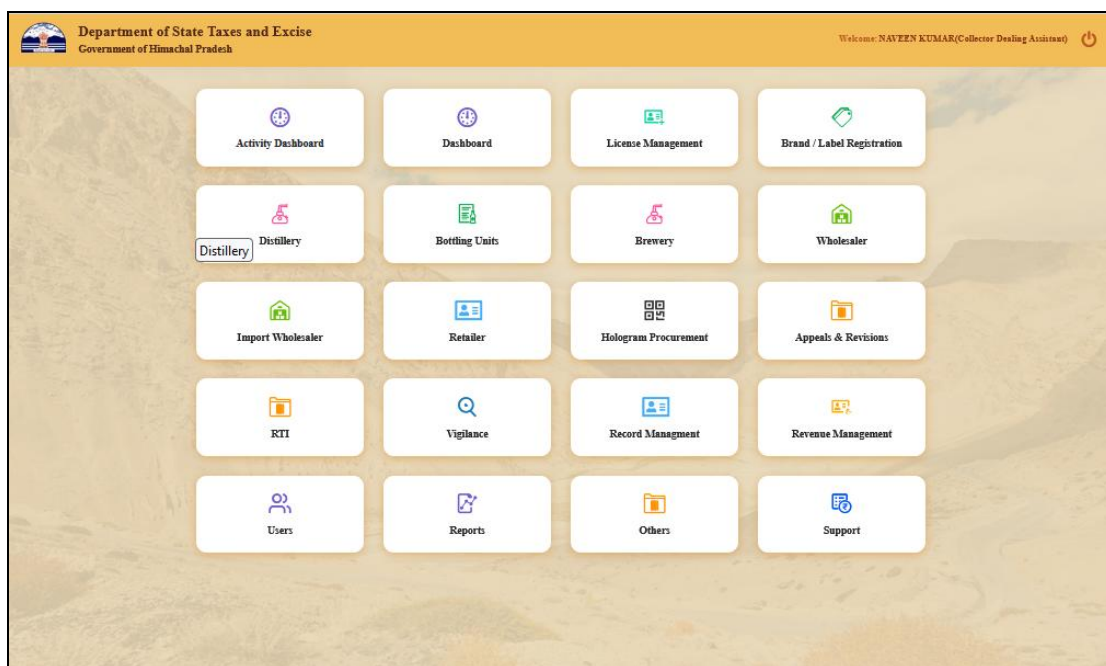 Department of State Taxes and Excise
Government of Himachal Pradesh
Welcome: NAVEEN KUMAR(Collector Dealing Assistant)
Activity Dashboard
Dashboard
License Management
Brand / Label Registration
Distillery
Distillery
Bottling Units
Brewery
Wholesaler
Import Wholesaler
Retailer
Hologram Procurement
Appeals & Revisions
RTI
Vigilance
Record Managment
Revenue Management
Users
Reports
Others
Support